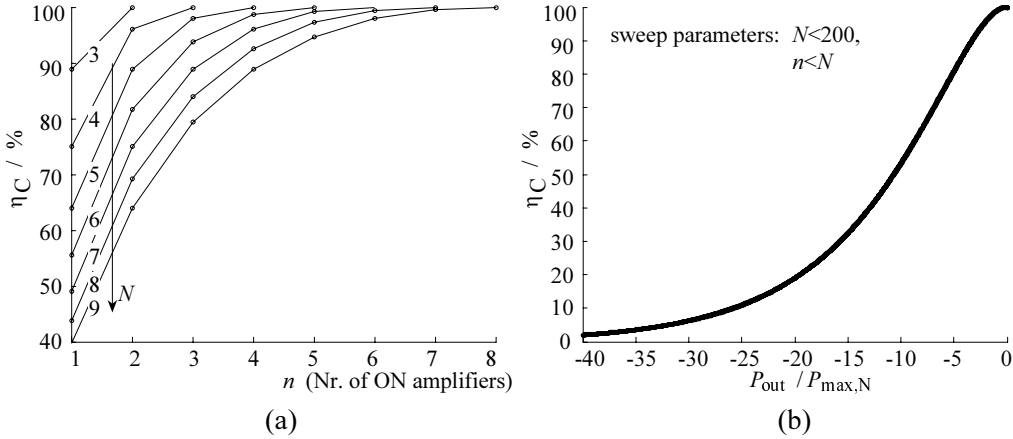 η_C / %
100
90
80
70
60
50
40
3
4
5
6
7
8
9
N
1 2 3 4 5 6 7 8
n (Nr. of ON amplifiers)
(a)
η_C / %
100
90
80
70
60
50
40
30
20
10
0
sweep parameters: N<200,
n<N
-40 -35 -30 -25 -20 -15 -10 -5 -0
P_out / P_max,N
(b)